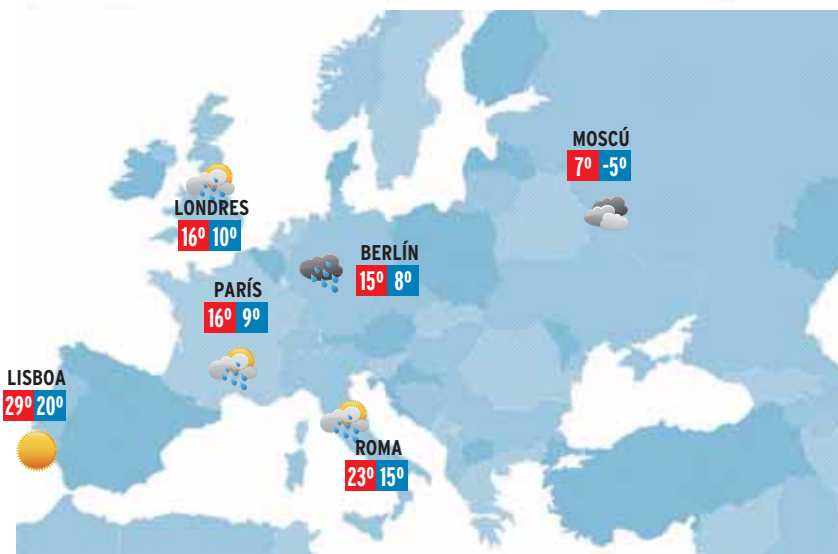 MOSCÚ
7º -5º
LONDRES
16º 10º
BERLÍN
15º 8º
PARÍS
16º 9º
LISBOA
29º 20º
ROMA
23º 15º